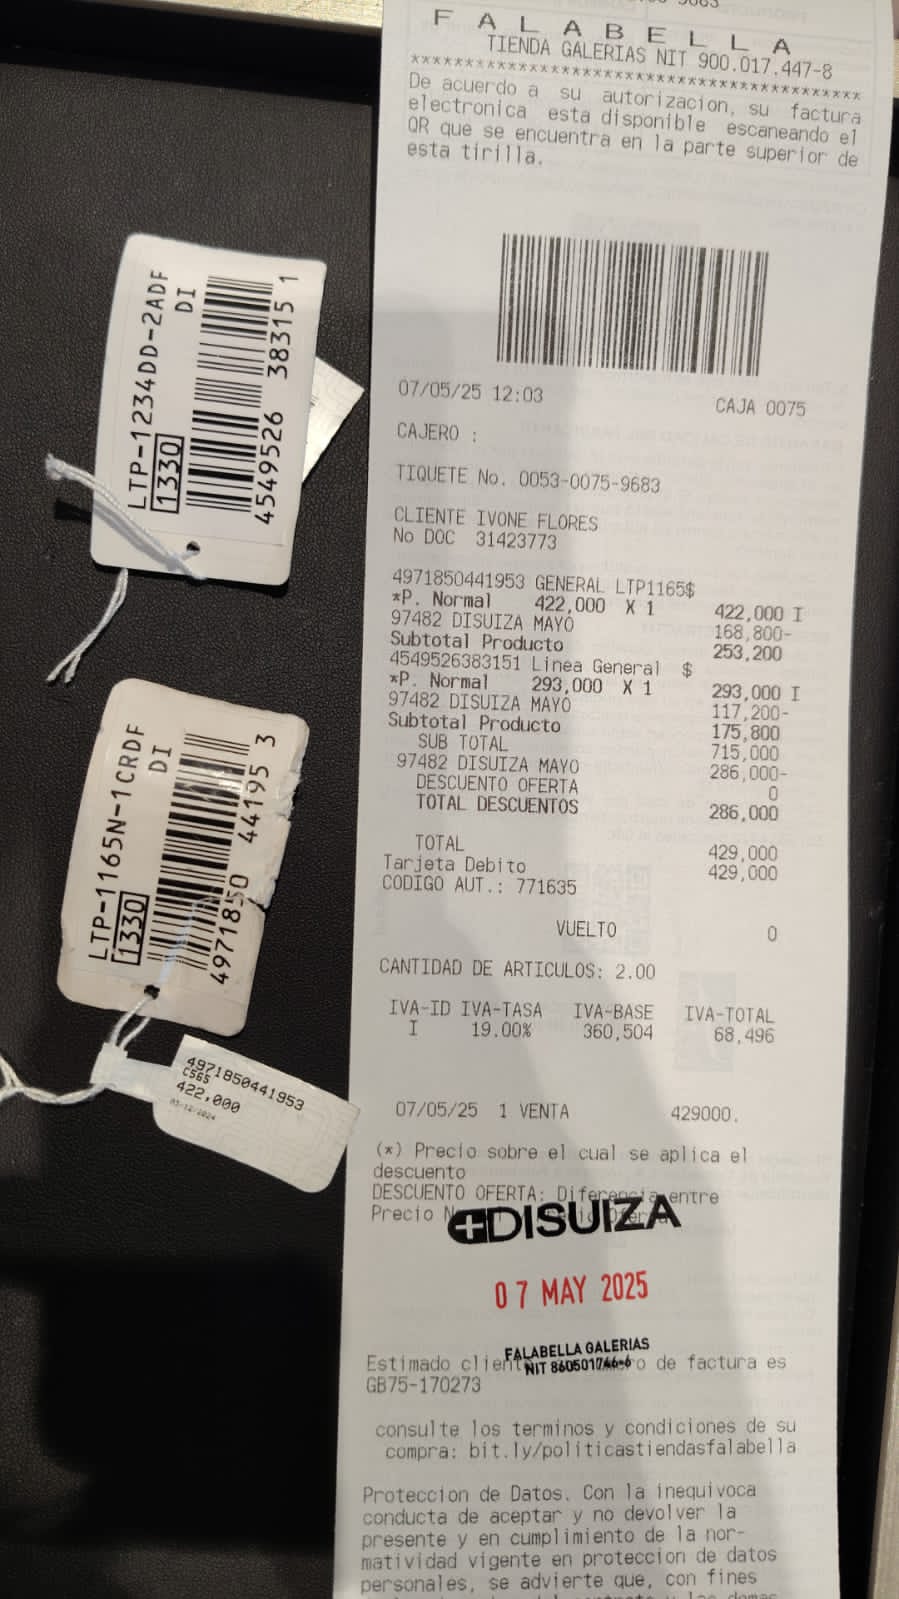 F A L A B E L L A
TIENDA GALERIAS NIT 900.017.447-8
******************************************
De acuerdo a su autorizacion, su factura
electronica esta disponible escaneando el
QR que se encuentra en la parte superior de
esta tirilla.
07/05/25 12:03 CAJA 0075
CAJERO :
TIQUETE No. 0053-0075-9683
CLIENTE IVONE FLORES
No DOC 31423773
4971850441953 GENERAL LTP1165$
*P. Normal 422,000 X 1 422,000 I
97482 DISUIZA MAYO 168,800-
Subtotal Producto 253,200
4549526383151 Linea General $
*P. Normal 293,000 X 1 293,000 I
97482 DISUIZA MAYO 117,200-
Subtotal Producto 175,800
SUB TOTAL 715,000
97482 DISUIZA MAYO 286,000-
DESCUENTO OFERTA 0
TOTAL DESCUENTOS 286,000
TOTAL 429,000
Tarjeta Debito 429,000
CODIGO AUT.: 771635
VUELTO 0
CANTIDAD DE ARTICULOS: 2.00
IVA-ID IVA-TASA IVA-BASE IVA-TOTAL
I 19.00% 360,504 68,496
07/05/25 1 VENTA 429000.
(*) Precio sobre el cual se aplica el
descuento
DESCUENTO OFERTA: Diferencia entre
Precio
DISUIZA
07 MAY 2025
FALABELLA GALERIAS
NIT 860501746-6
Estimado de factura es
GB75-170273
consulte los terminos y condiciones de su
compra: bit.ly/politicastiendasfalabella
Proteccion de Datos. Con la inequivoca
conducta de aceptar y no devolver la
presente y en cumplimiento de la nor-
matividad vigente en proteccion de datos
personales, se advierte que, con fines
LTP-1234DD-2ADF
DI
1330
4549526 38315 1
LTP-1165N-1CRDF
DI
1330
4971850 44195 3
4971850441953
C565
422,000